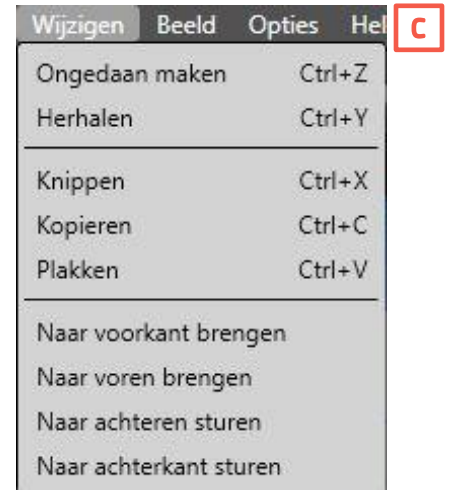 Wijzigen Beeld Opties Hel C
Ongedaan maken Ctrl+Z
Herhalen Ctrl+Y
Knippen Ctrl+X
Kopieren Ctrl+C
Plakken Ctrl+V
Naar voorkant brengen
Naar voren brengen
Naar achteren sturen
Naar achterkant sturen